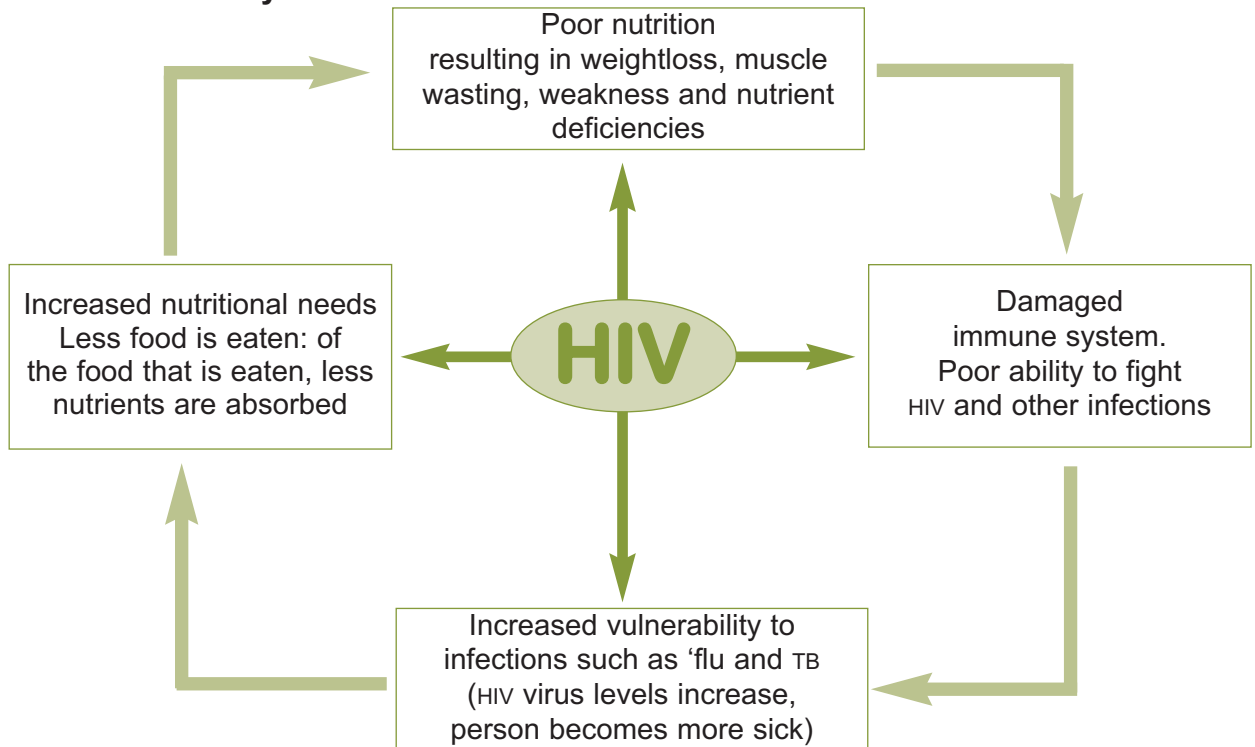 Poor nutrition
resulting in weightloss, muscle
wasting, weakness and nutrient
deficiencies
Damaged
immune system.
Poor ability to fight
HIV and other infections
Increased vulnerability to
infections such as ‘flu and TB
(HIV virus levels increase,
person becomes more sick)
Increased nutritional needs
Less food is eaten: of
the food that is eaten, less
nutrients are absorbed
HIV